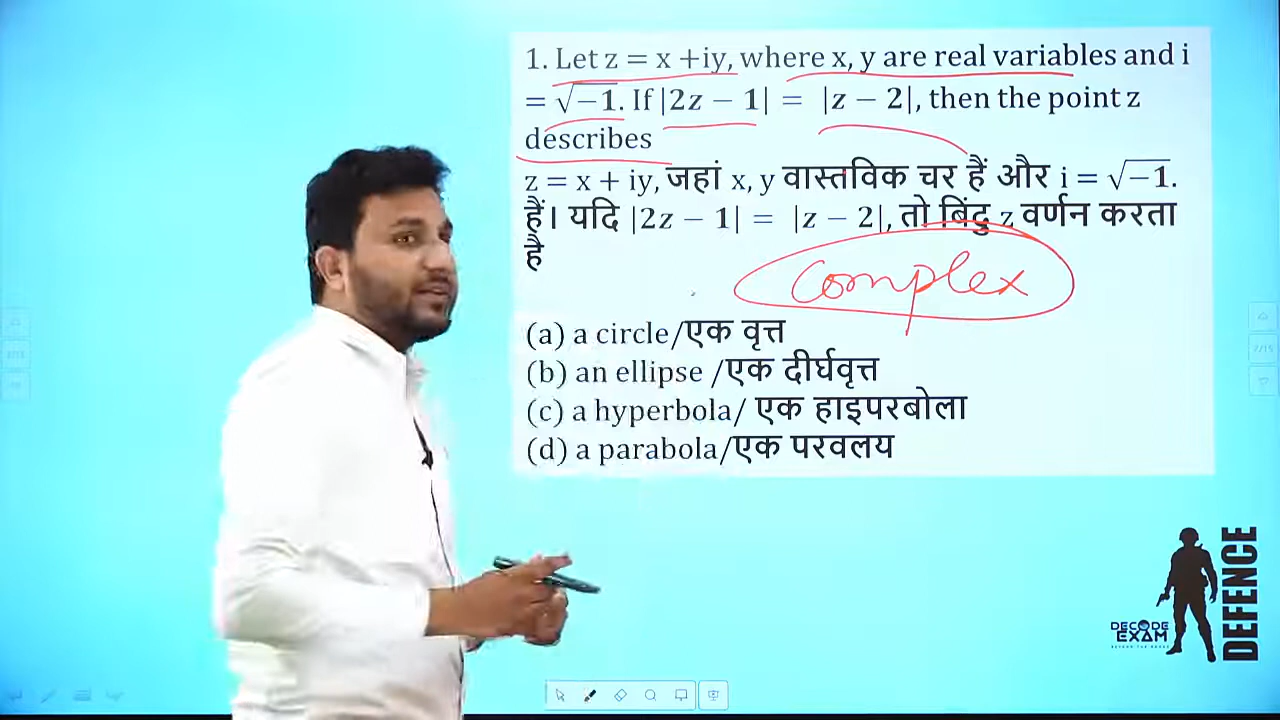 1. Let z = x +iy, where x, y are real variables and i
= √−1. If |2z − 1| = |z − 2|, then the point z
describes
z = x + iy, जहां x, y वास्तविक चर हैं और i = √−1.
हैं। यदि |2z − 1| = |z − 2|, तो बिंदु z वर्णन करता
है
complex
(a) a circle/एक वृत्त
(b) an ellipse /एक दीर्घवृत्त
(c) a hyperbola/ एक हाइपरबोला
(d) a parabola/एक परवलय
DECODE
EXAM
DEFENCE